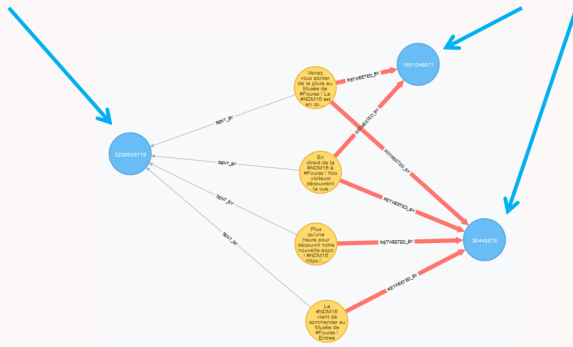 Venez
vous abriter
de la pluie au
Musée de
#Fouras ! La
#NDM16 est
en co
RETWEETED_BY
1651046071
RETWEETED_BY
SENT_BY
RETWEETED_BY
3298933716
SENT_BY
En
direct de la
#NDM16 à
#Fouras ! Nos
visiteurs
découvrent
la vue
RETWEETED_BY
SENT_BY
Plus
qu'une
heure pour
découvrir notre
nouvelle expo
! #NDM16
https:/
RETWEETED_BY
30448876
SENT_BY
RETWEETED_BY
La
#NDM16
vient de
commencer au
Musée de
#Fouras !
Entrée